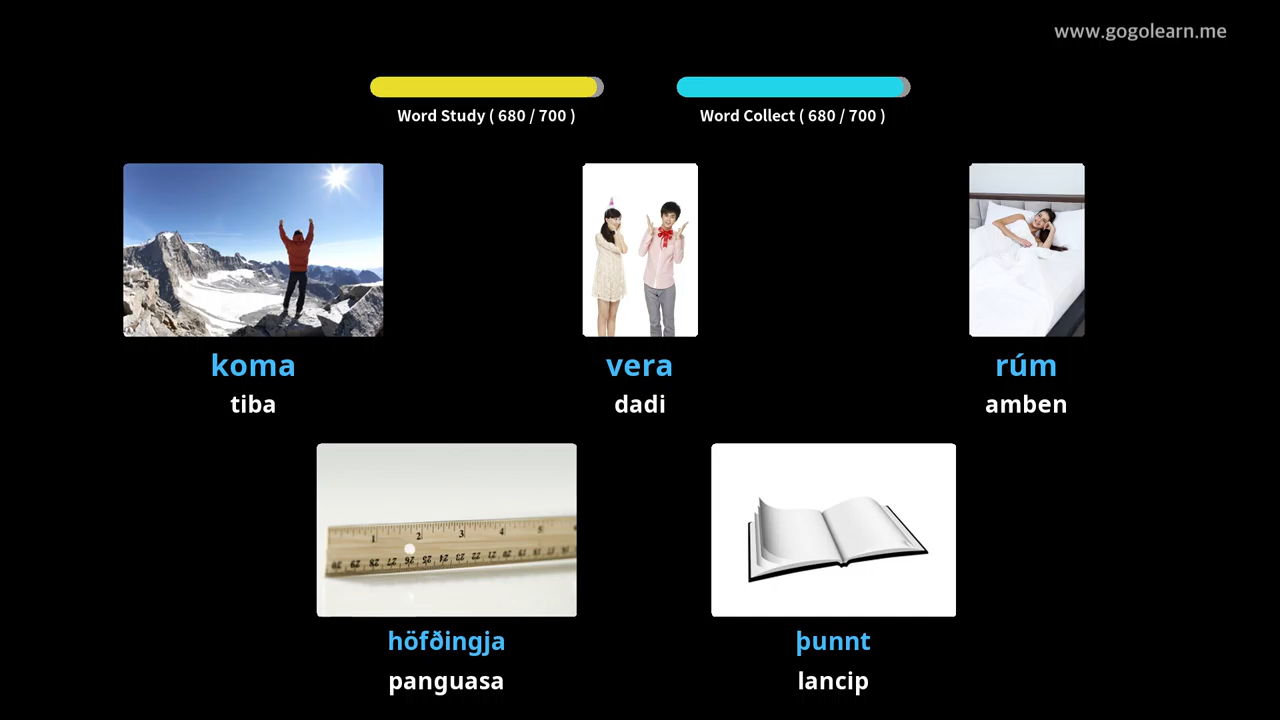 www.gogolearn.me
Word Study ( 680 / 700 )
Word Collect ( 680 / 700 )
koma
tiba
vera
dadi
rúm
amben
höfðingja
panguasa
þunnt
lancip